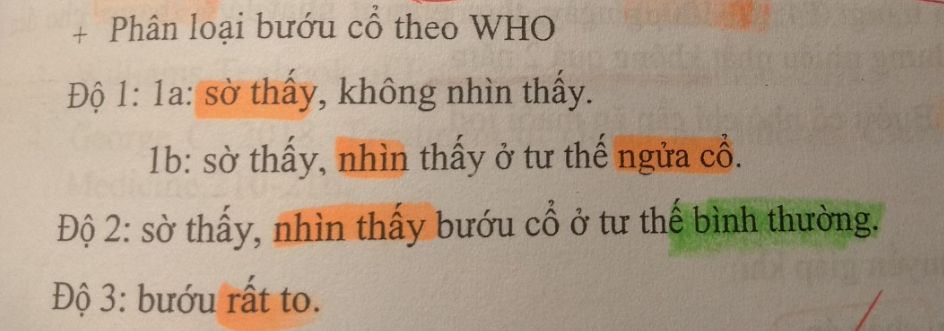 + Phân loại bướu cổ theo WHO
Độ 1: 1a: sờ thấy, không nhìn thấy.
1b: sờ thấy, nhìn thấy ở tư thế ngửa cổ.
Độ 2: sờ thấy, nhìn thấy bướu cổ ở tư thế bình thường.
Độ 3: bướu rất to.